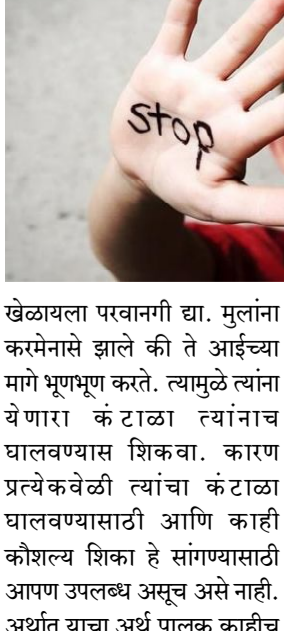 stop
खेळायला परवानगी द्या. मुलांना
करमेनासे झाले की ते आईच्या
मागे भूणभूण करते. त्यामुळे त्यांना
येणारा कंटाळा त्यांनाच
घालवण्यास शिकवा. कारण
प्रत्येकवेळी त्यांचा कंटाळा
घालवण्यासाठी आणि काही
कौशल्य शिका हे सांगण्यासाठी
आपण उपलब्ध असूच असे नाही.
अर्थात याचा अर्थ पालक काहीच